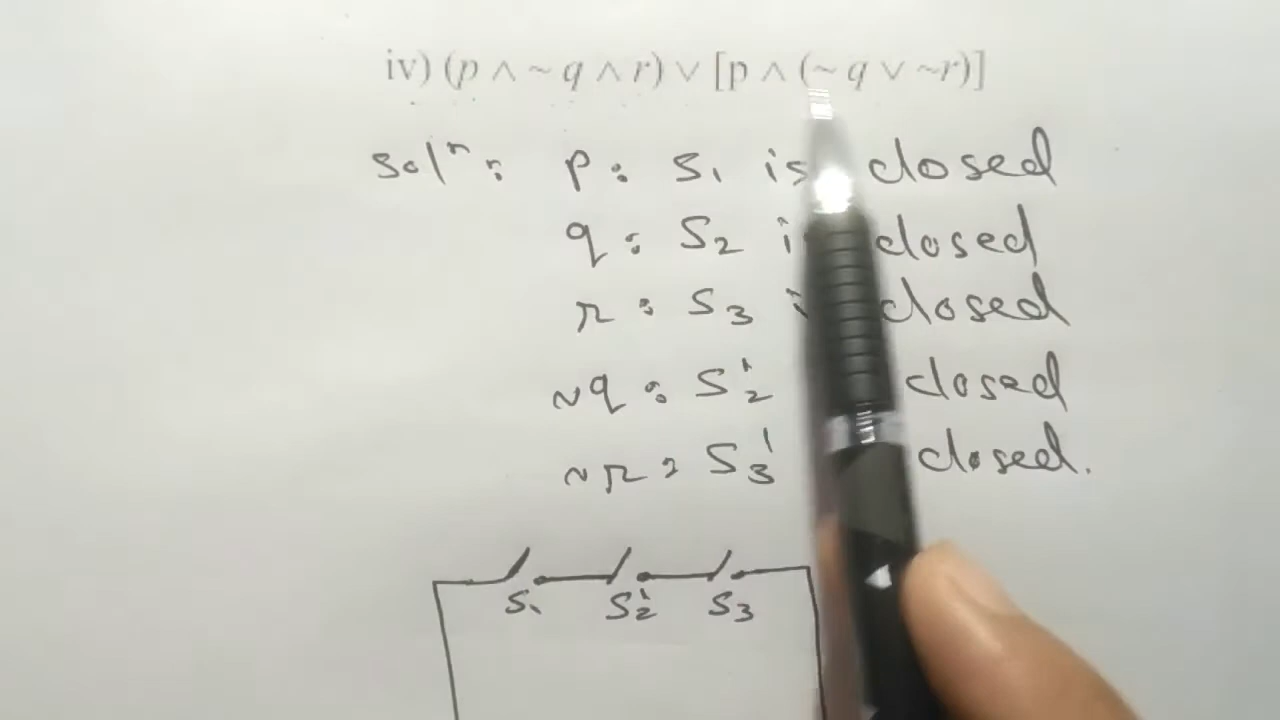 iv) (p ∧ ~ q ∧ r) ∨ [p ∧ (~ q ∨ ~r)]
Solⁿ: p: S₁ is closed
q: S₂ i closed
r: S₃ i closed
~q: S₂' closed
~r: S₃' closed.
S₁ S₂' S₃